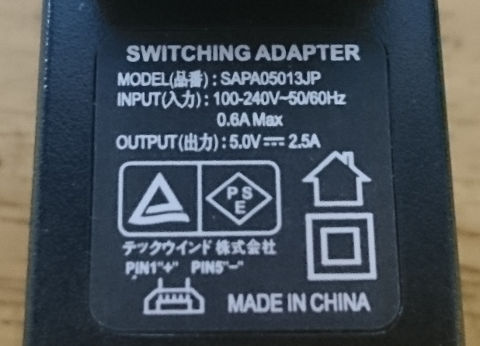 SWITCHING ADAPTER
MODEL(品番) : SAPA05013JP
INPUT(入力) : 100-240V~50/60Hz
0.6A Max
OUTPUT(出力) : 5.0V⎓ 2.5A
PS
E
テックウインド株式会社
PIN1"+" PIN5"-"
MADE IN CHINA